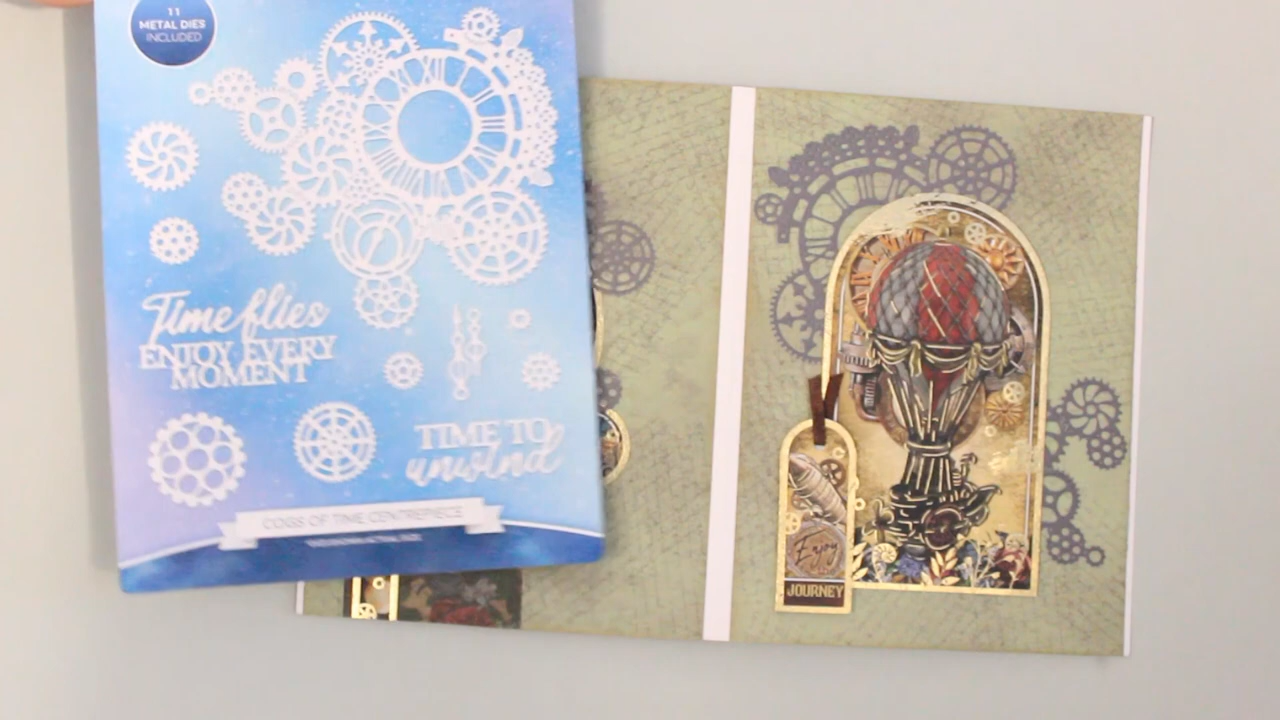 11
METAL DIES
INCLUDED
Time flies
ENJOY EVERY
MOMENT
TIME TO
unwind
COGS OF TIME CENTREPIECE
Enjoy
JOURNEY